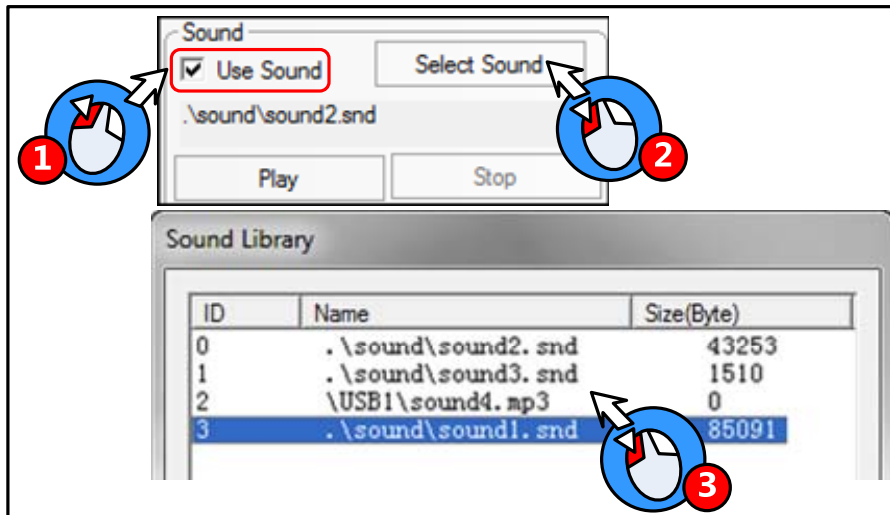 Sound
Use Sound
Select Sound
.\sound\sound2.snd
1
2
Play
Stop
Sound Library
ID Name Size(Byte)
0 .\sound\sound2.snd 43253
1 .\sound\sound3.snd 1510
2 \USB1\sound4.mp3 0
3 .\sound\sound1.snd 85091
3